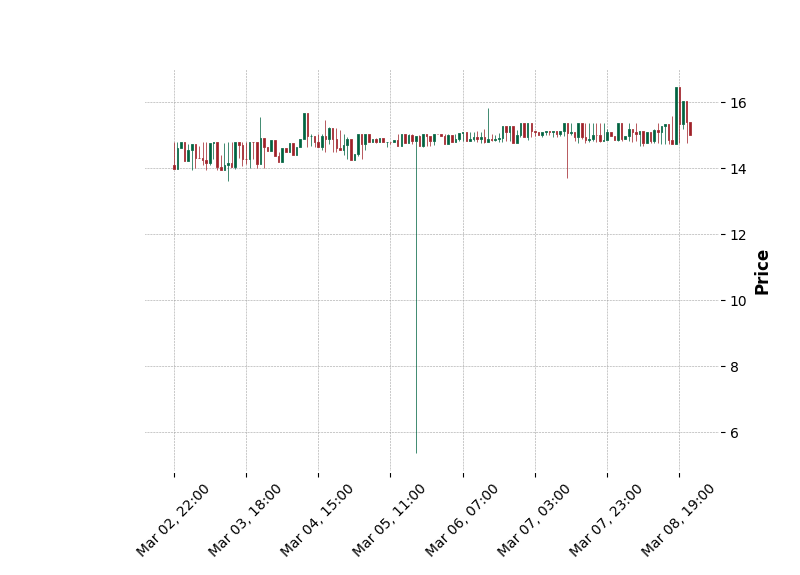 16
14
12
10
8
6
Price
Mar 02, 22:00
Mar 03, 18:00
Mar 04, 15:00
Mar 05, 11:00
Mar 06, 07:00
Mar 07, 03:00
Mar 07, 23:00
Mar 08, 19:00